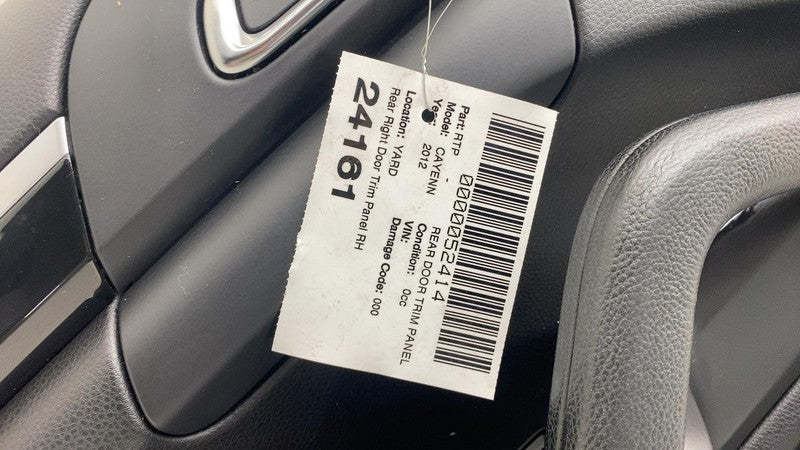 0000052414
Part: RTP REAR DOOR TRIM PANEL
Model: CAYENN Condition: 0cc
Year: 2012 VIN:
Location: YARD Damage Code: 000
Rear Right Door Trim Panel RH
24161